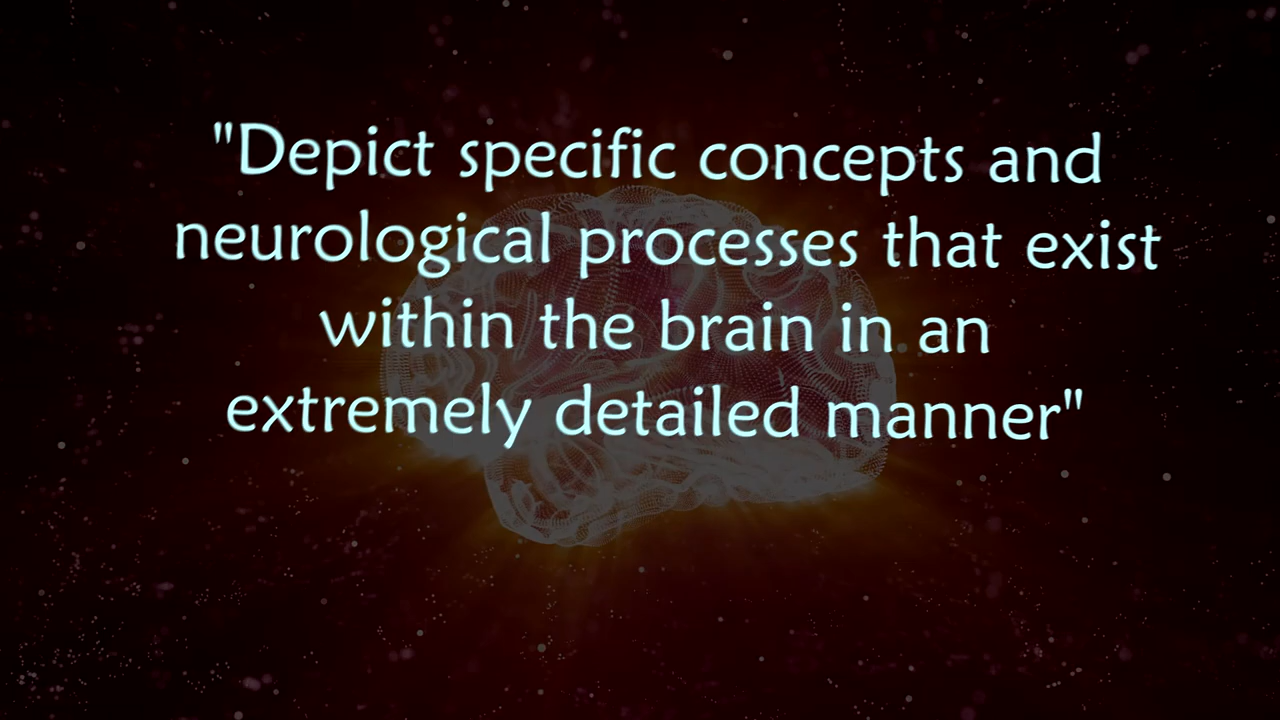 "Depict specific concepts and
neurological processes that exist
within the brain in an
extremely detailed manner"